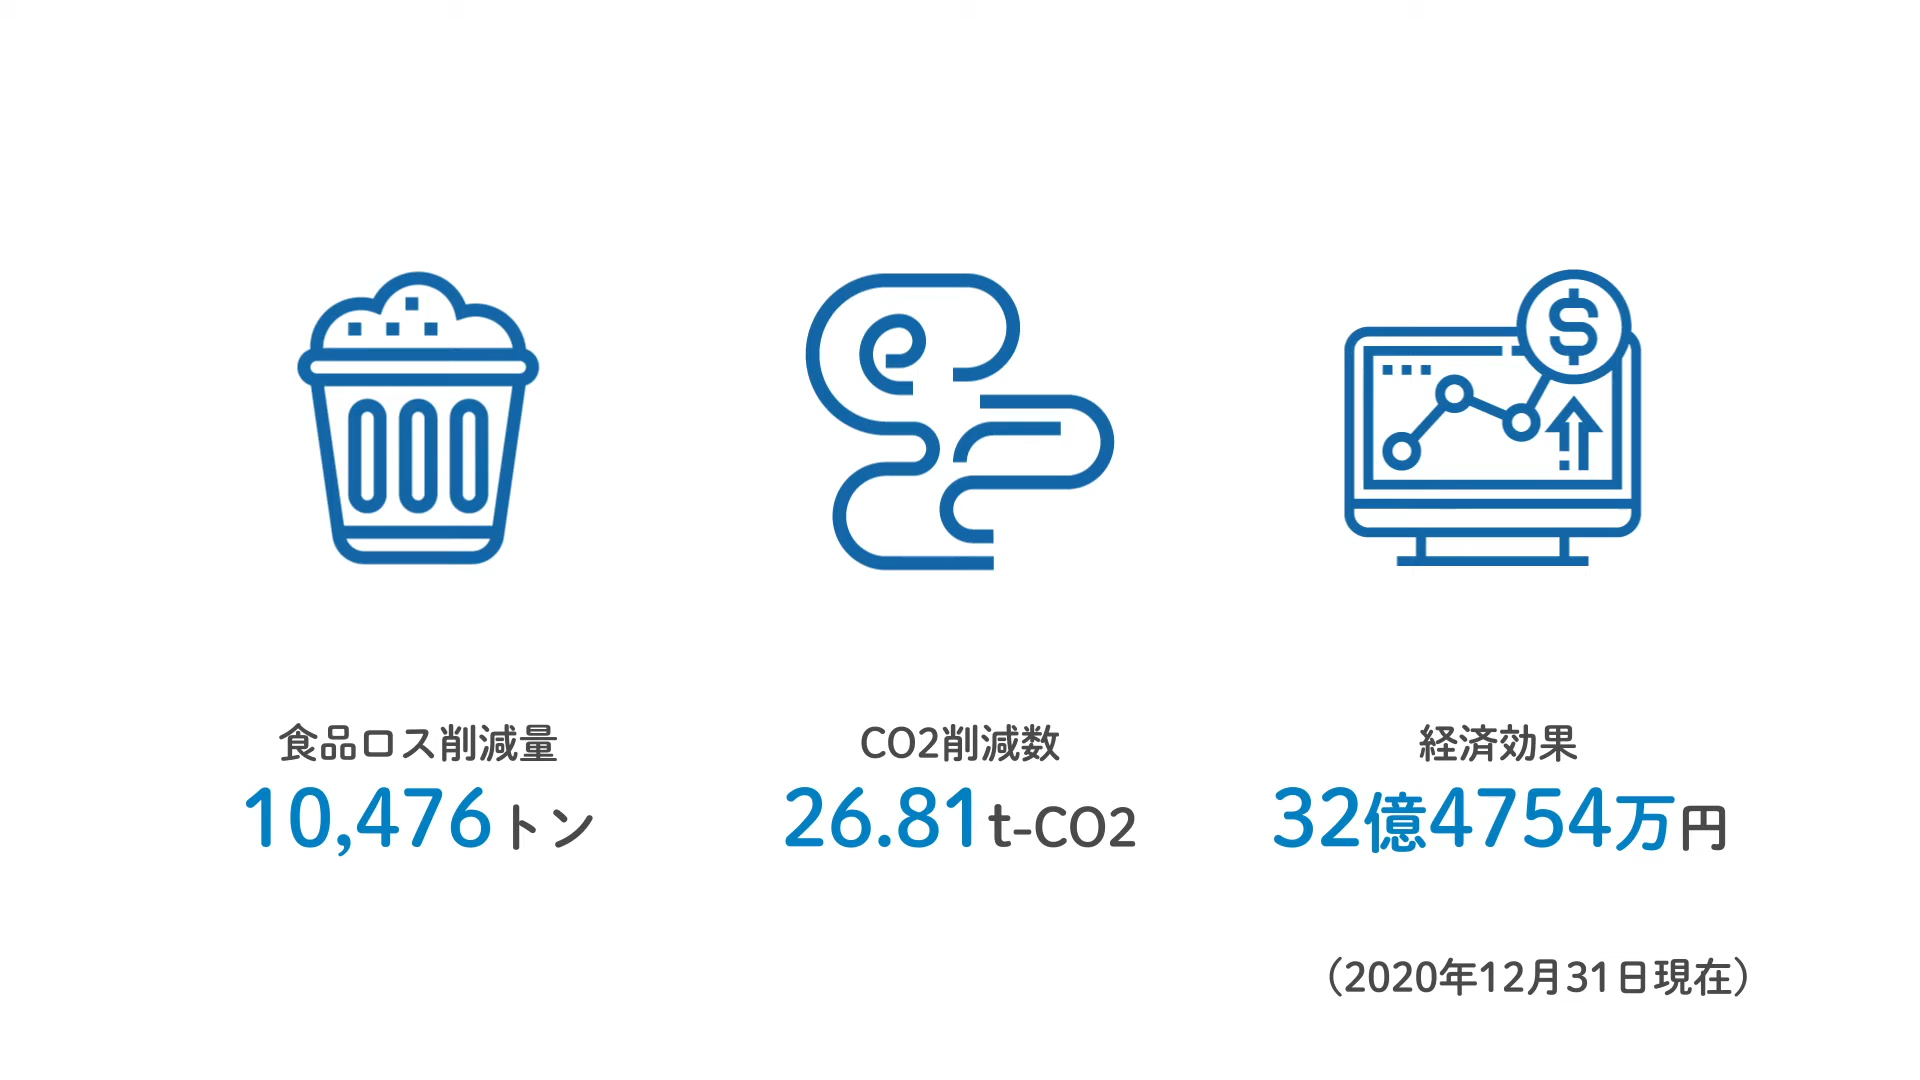 食品ロス削減量
10,476トン
CO2削減数
26.81t-CO2
経済効果
32億4754万円
（2020年12月31日現在）